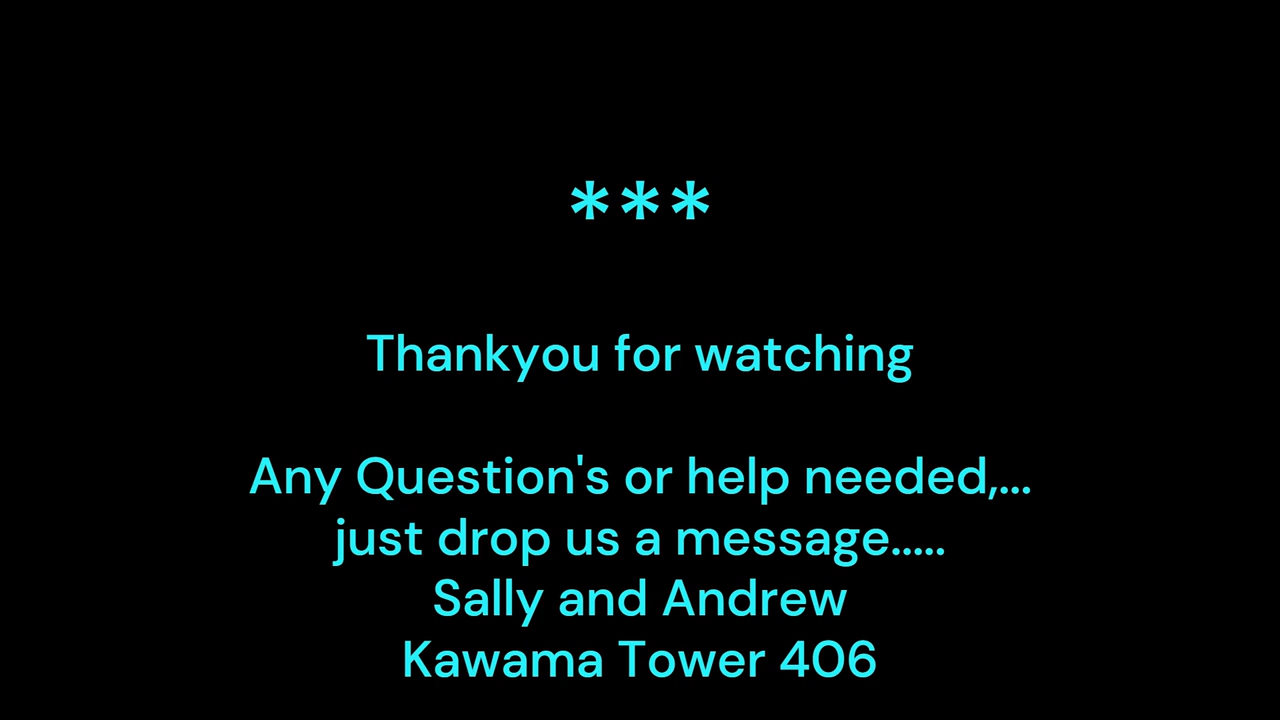 ***
Thankyou for watching
Any Question's or help needed,...
just drop us a message.....
Sally and Andrew
Kawama Tower 406